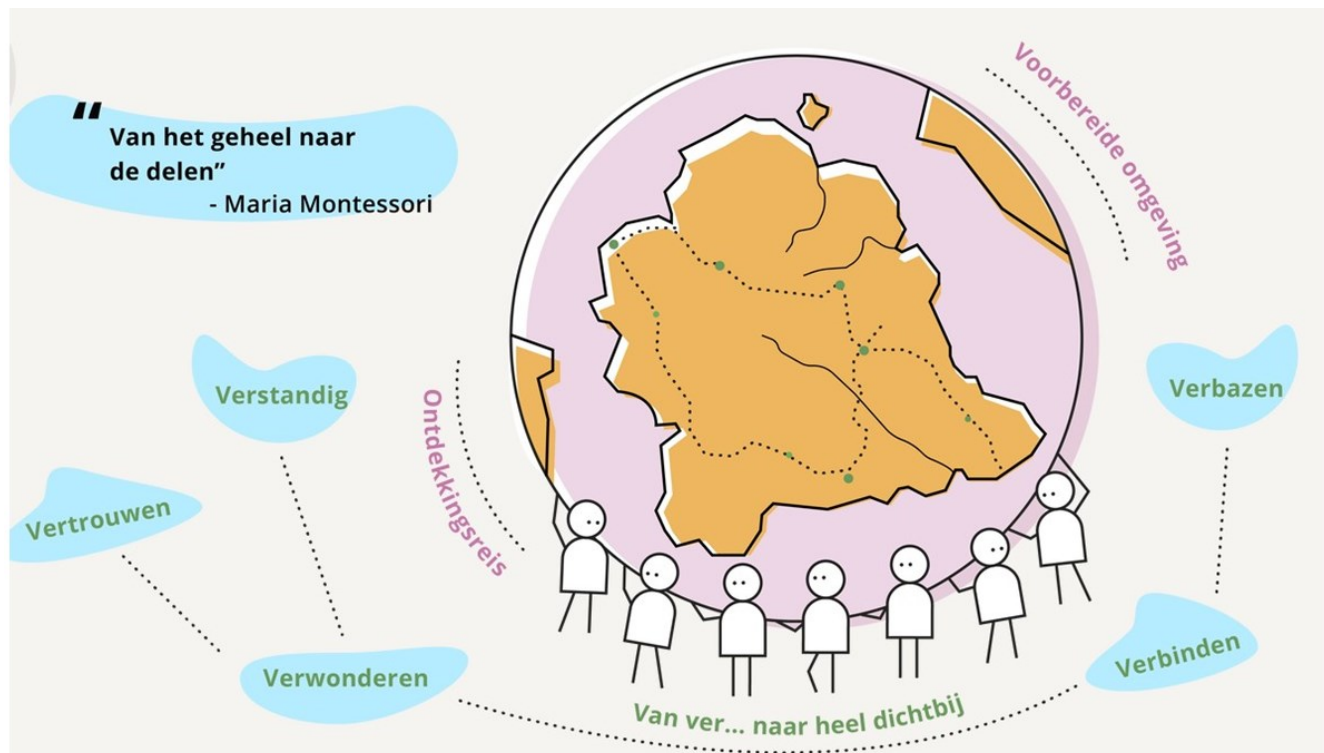 “
Van het geheel naar
de delen”
- Maria Montessori
Voorbereide omgeving
Ontdekkingsreis
Verstandig
Verbazen
Vertrouwen
Verwonderen
Verbinden
Van ver... naar heel dichtbij